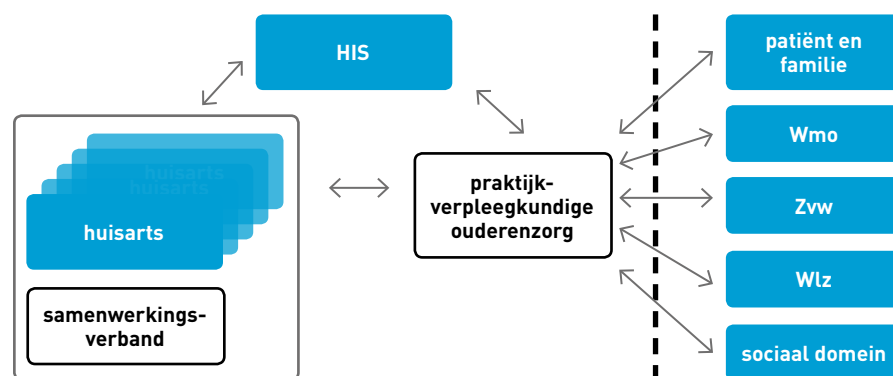 HIS
huisarts
huisarts
huisarts
samenwerkings-
verband
praktijk-
verpleegkundige
ouderenzorg
patiënt en
familie
Wmo
Zvw
Wlz
sociaal domein